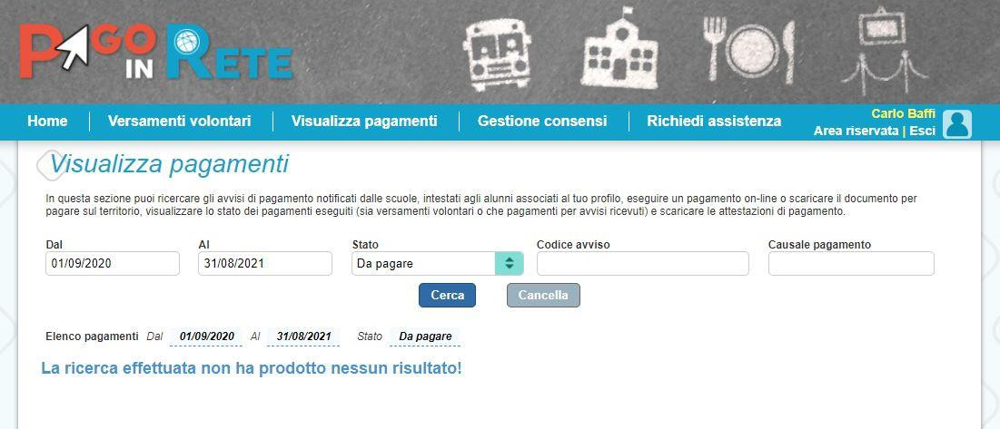 PAGO
IN RETE
Home Versamenti volontari Visualizza pagamenti Gestione consensi Richiedi assistenza
Carlo Baffi
Area riservata | Esci
Visualizza pagamenti
In questa sezione puoi ricercare gli avvisi di pagamento notificati dalle scuole, intestati agli alunni associati al tuo profilo, eseguire un pagamento on-line o scaricare il documento per
pagare sul territorio, visualizzare lo stato dei pagamenti eseguiti (sia versamenti volontari o che pagamenti per avvisi ricevuti) e scaricare le attestazioni di pagamento.
Dal Al Stato Codice avviso Causale pagamento
01/09/2020 31/08/2021 Da pagare
Cerca Cancella
Elenco pagamenti Dal 01/09/2020 Al 31/08/2021 Stato Da pagare
La ricerca effettuata non ha prodotto nessun risultato!